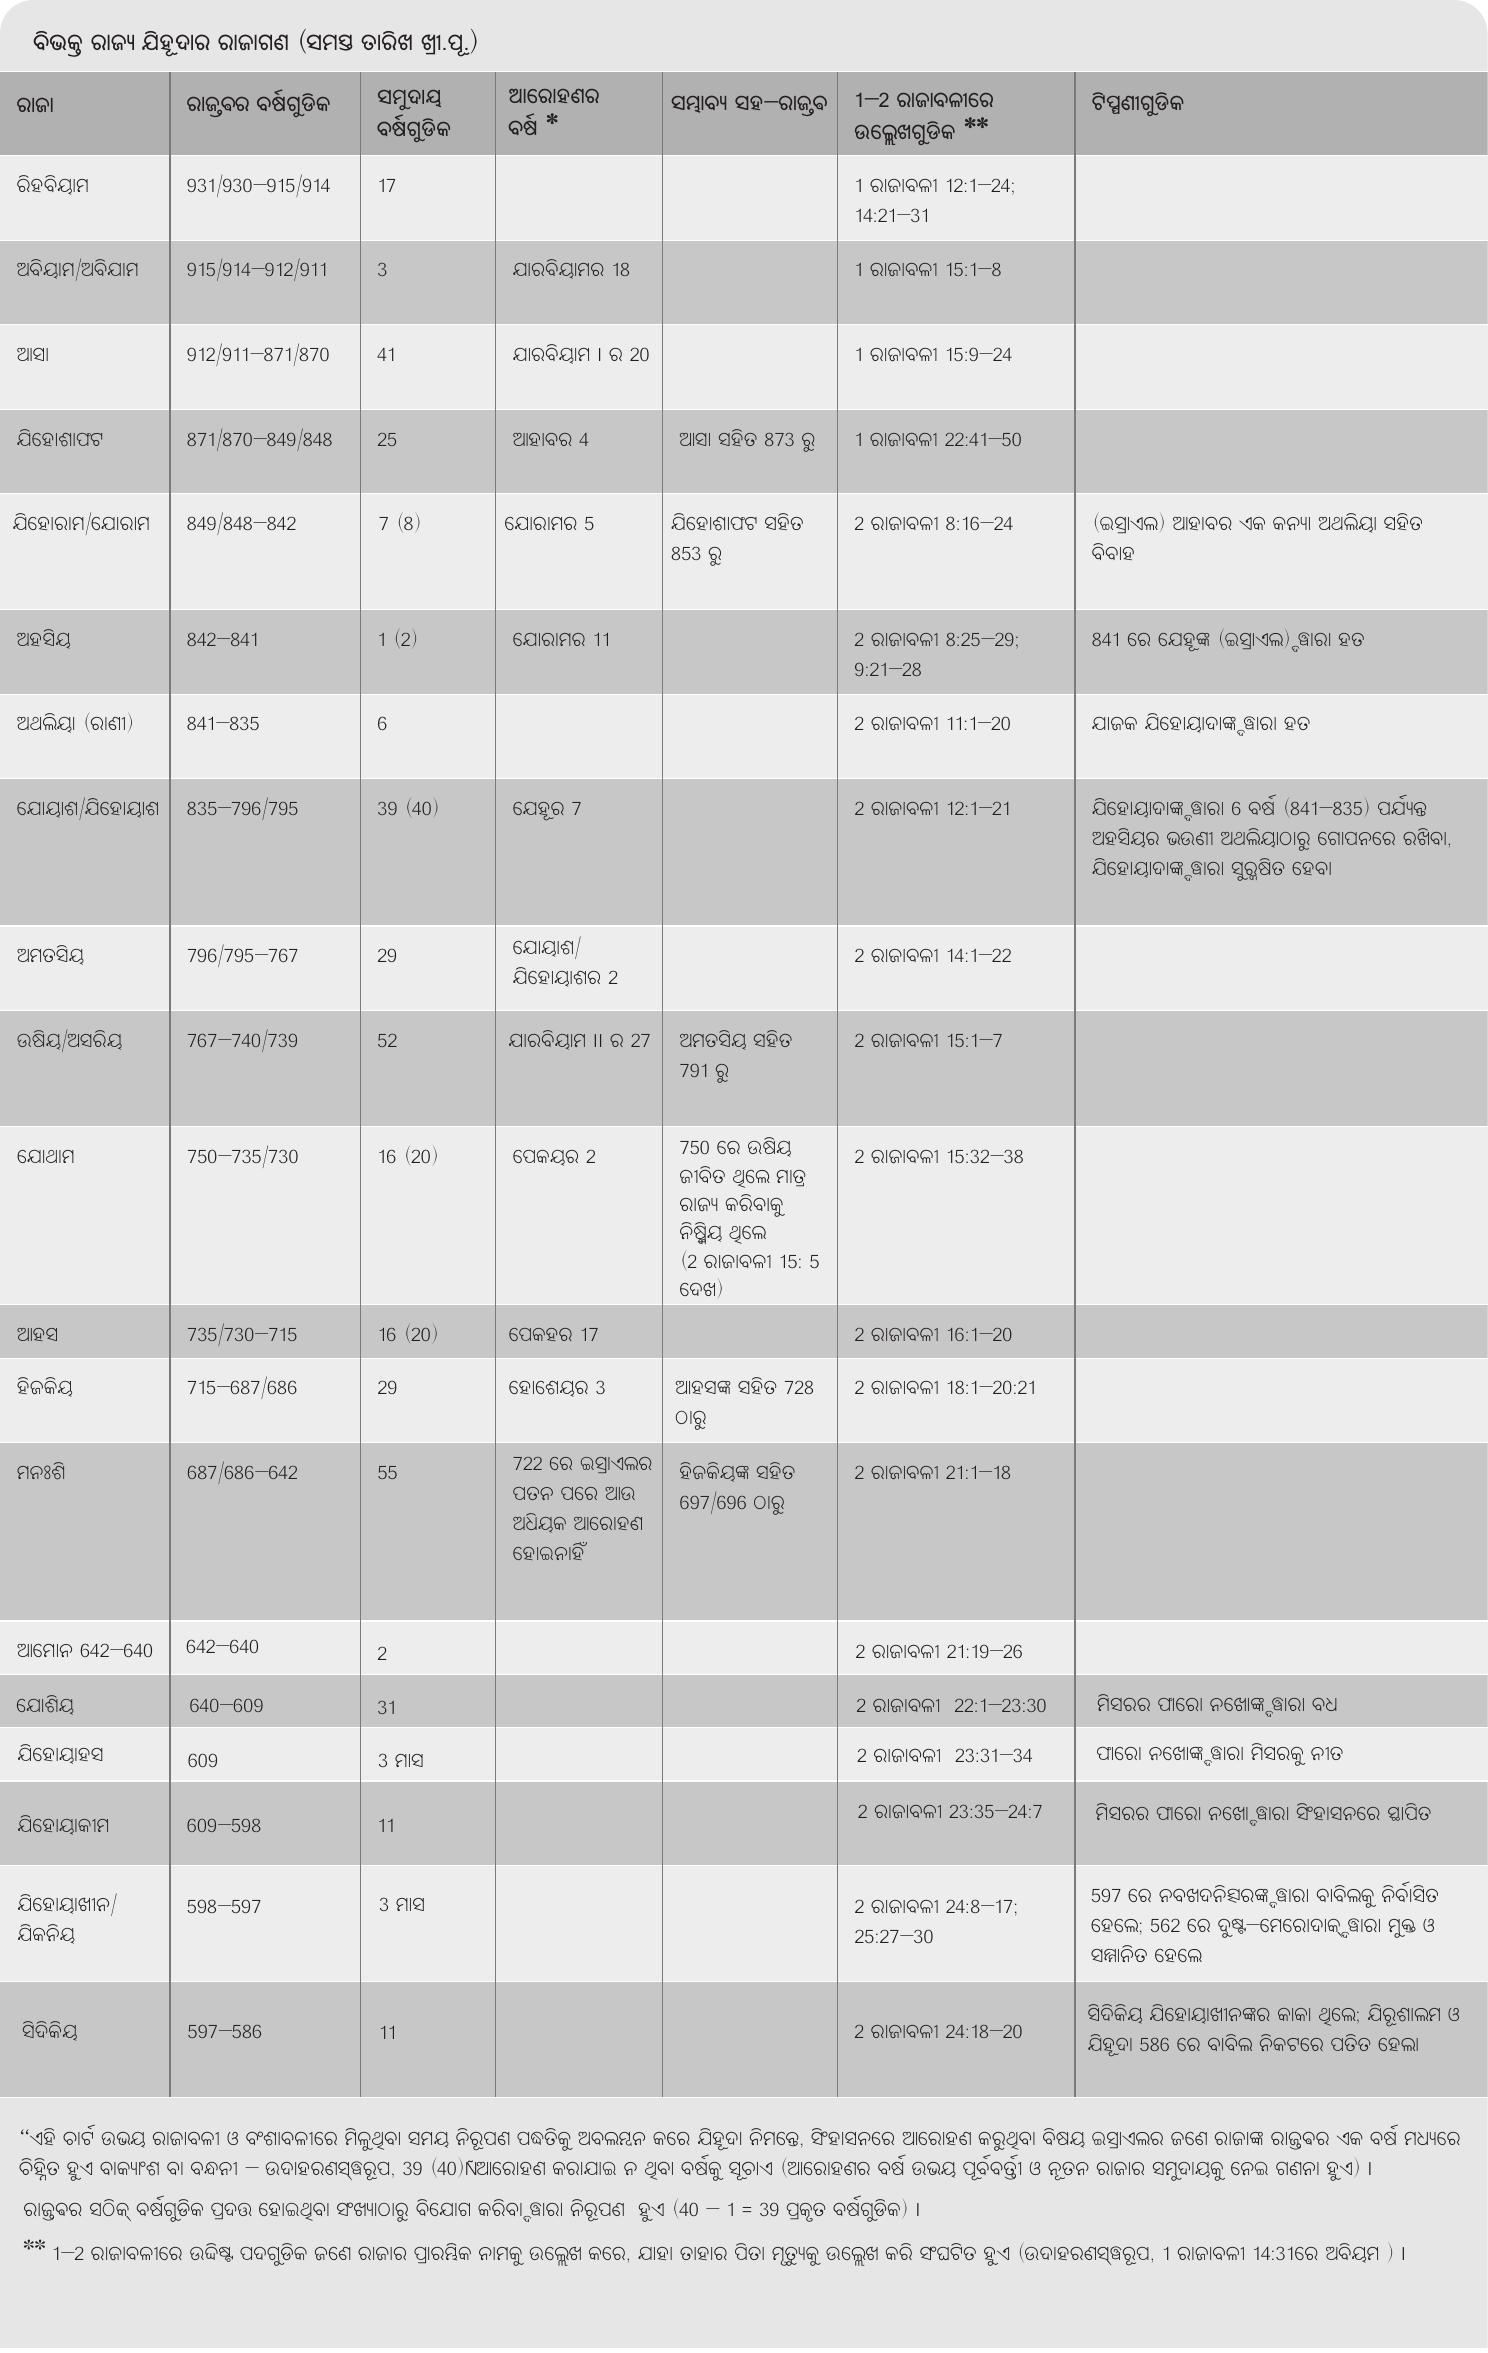 ବିଭକ୍ତ ରାଜ୍ୟ ଯିହୂଦାର ରାଜାଗଣ (ସମସ୍ତ ତାରିଖ ଖ୍ରୀ.ପୂ.)
ରାଜା
ରାଜତ୍ୱର ବର୍ଷଗୁଡିକ
ସମୁଦାୟ
ବର୍ଷଗୁଡିକ
ଆରୋହଣର
ବର୍ଷ *
ସମ୍ଭାବ୍ୟ ସହ–ରାଜତ୍ୱ
1–2 ରାଜାବଳୀରେ
ଉଲ୍ଲେଖଗୁଡିକ **
ଟିପ୍ପଣୀଗୁଡିକ
ରିହବିୟାମ
931/930–915/914
17
1 ରାଜାବଳୀ 12:1–24;
14:21–31
ଅବିୟାମ/ଅବିଯାମ
915/914–912/911
3
ଯାରବିୟାମର 18
1 ରାଜାବଳୀ 15:1–8
ଆସା
912/911–871/870
41
ଯାରବିୟାମ I ର 20
1 ରାଜାବଳୀ 15:9–24
ଯିହୋଶାଫଟ
871/870–849/848
25
ଆହାବର 4
ଆସା ସହିତ 873 ରୁ
1 ରାଜାବଳୀ 22:41–50
ଯିହୋରାମ/ଯୋରାମ
849/848–842
7 (8)
ଯୋରାମର 5
ଯିହୋଶାଫଟ ସହିତ
853 ରୁ
2 ରାଜାବଳୀ 8:16–24
(ଇସ୍ରାଏଲ) ଆହାବର ଏକ କନ୍ୟା ଅଥଲିୟା ସହିତ
ବିବାହ
ଅହସିୟ
842–841
1 (2)
ଯୋରାମର 11
2 ରାଜାବଳୀ 8:25–29;
9:21–28
841 ରେ ଯେହୂଙ୍କ (ଇସ୍ରାଏଲ) ଦ୍ୱାରା ହତ
ଅଥଲିୟା (ରାଣୀ)
841–835
6
2 ରାଜାବଳୀ 11:1–20
ଯାଜକ ଯିହୋୟାଦାଙ୍କ ଦ୍ୱାରା ହତ
ଯୋୟାଶ/ଯିହୋୟାଶ
835–796/795
39 (40)
ଯେହୂର 7
2 ରାଜାବଳୀ 12:1–21
ଯିହୋୟାଦାଙ୍କ ଦ୍ୱାରା 6 ବର୍ଷ (841–835) ପର୍ଯ୍ୟନ୍ତ
ଅହସିୟର ଭଉଣୀ ଅଥଲିୟାଠାରୁ ଗୋପନରେ ରଖିବା,
ଯିହୋୟାଦାଙ୍କ ଦ୍ୱାରା ସୁରକ୍ଷିତ ହେବା
ଅମତସିୟ
796/795–767
29
ଯୋୟାଶ/
ଯିହୋୟାଶର 2
2 ରାଜାବଳୀ 14:1–22
ଉଷିୟ/ଅସରିୟ
767–740/739
52
ଯାରବିୟାମ II ର 27
ଅମତସିୟ ସହିତ
791 ରୁ
2 ରାଜାବଳୀ 15:1–7
ଯୋଥାମ
750–735/730
16 (20)
ପେକୟର 2
750 ରେ ଉଷିୟ
ଜୀବିତ ଥିଲେ ମାତ୍ର
ରାଜ୍ୟ କରିବାକୁ
ନିଷ୍କ୍ରିୟ ଥିଲେ
(2 ରାଜାବଳୀ 15: 5
ଦେଖ)
2 ରାଜାବଳୀ 15:32–38
ଆହସ
735/730–715
16 (20)
ପେକହର 17
2 ରାଜାବଳୀ 16:1–20
ହିଜକିୟ
715–687/686
29
ହୋଶେୟର 3
ଆହସଙ୍କ ସହିତ 728
ଠାରୁ
2 ରାଜାବଳୀ 18:1–20:21
ମନଃଶି
687/686–642
55
722 ରେ ଇସ୍ରାଏଲର
ପତନ ପରେ ଆଉ
ଅଧିୟକ ଆରୋହଣ
ହୋଇନାହିଁ
ହିଜକିୟଙ୍କ ସହିତ
697/696 ଠାରୁ
2 ରାଜାବଳୀ 21:1–18
ଆମୋନ 642–640
642–640
2
2 ରାଜାବଳୀ 21:19–26
ଯୋଶିୟ
640–609
31
2 ରାଜାବଳୀ 22:1–23:30
ମିସରର ଫାରୋ ନଖୋଙ୍କ ଦ୍ୱାରା ବଧ
ଯିହୋୟାହସ
609
3 ମାସ
2 ରାଜାବଳୀ 23:31–34
ଫାରୋ ନଖୋଙ୍କ ଦ୍ୱାରା ମିସରକୁ ନୀତ
ଯିହୋୟାକୀମ
609–598
11
2 ରାଜାବଳୀ 23:35–24:7
ମିସରର ଫାରୋ ନଖୋ ଦ୍ୱାରା ସିଂହାସନରେ ସ୍ଥାପିତ
ଯିହୋୟାଖୀନ/
ଯିକନିୟ
598–597
3 ମାସ
2 ରାଜାବଳୀ 24:8–17;
25:27–30
597 ରେ ନବଖଦନିତ୍ସରଙ୍କ ଦ୍ୱାରା ବାବିଲକୁ ନିର୍ବାସିତ
ହେଲେ; 562 ରେ ଦୁଷ୍ଟ–ମେରୋଦାକ୍ ଦ୍ୱାରା ମୁକ୍ତ ଓ
ସମ୍ମାନିତ ହେଲେ
ସିଦିକିୟ
597–586
11
2 ରାଜାବଳୀ 24:18–20
ସିଦିକିୟ ଯିହୋୟାଖୀନଙ୍କର କାକା ଥିଲେ; ଯିରୂଶାଲମ ଓ
ଯିହୂଦା 586 ରେ ବାବିଲ ନିକଟରେ ପତିତ ହେଲା
“ଏହି ଚାର୍ଟ ଉଭୟ ରାଜାବଳୀ ଓ ବଂଶାବଳୀରେ ମିଳୁଥିବା ସମୟ ନିରୂପଣ ପଦ୍ଧତିକୁ ଅବଲମ୍ବନ କରେ ଯିହୂଦା ନିମନ୍ତେ, ସିଂହାସନରେ ଆରୋହଣ କରୁଥିବା ବିଷୟ ଇସ୍ରାଏଲର ଜଣେ ରାଜାଙ୍କ ରାଜତ୍ୱର ଏକ ବର୍ଷ ମଧ୍ୟରେ
ଚିହ୍ନିତ ହୁଏ ବାକ୍ୟାଂଶ ବା ବନ୍ଧନୀ – ଉଦାହରଣସ୍ୱରୂପ, 39 (40)Ñଆରୋହଣ କରାଯାଇ ନ ଥିବା ବର୍ଷକୁ ସୂଚାଏ (ଆରୋହଣର ବର୍ଷ ଉଭୟ ପୂର୍ବବର୍ତ୍ତୀ ଓ ନୂତନ ରାଜାର ସମୁଦାୟକୁ ନେଇ ଗଣନା ହୁଏ) ।
ରାଜତ୍ୱର ସଠିକ୍ ବର୍ଷଗୁଡିକ ପ୍ରଦତ୍ତ ହୋଇଥିବା ସଂଖ୍ୟାଠାରୁ ବିଯୋଗ କରିବା ଦ୍ୱାରା ନିରୂପଣ ହୁଏ (40 – 1 = 39 ପ୍ରକୃତ ବର୍ଷଗୁଡିକ) ।
** 1–2 ରାଜାବଳୀରେ ଉଦ୍ଦିଷ୍ଟ ପଦଗୁଡିକ ଜଣେ ରାଜାର ପ୍ରାରମ୍ଭିକ ନାମକୁ ଉଲ୍ଲେଖ କରେ, ଯାହା ତାହାର ପିତା ମୃତ୍ୟୁକୁ ଉଲ୍ଲେଖ କରି ସଂଘଟିତ ହୁଏ (ଉଦାହରଣସ୍ୱରୂପ, 1 ରାଜାବଳୀ 14:31ରେ ଅବିୟମ ) ।